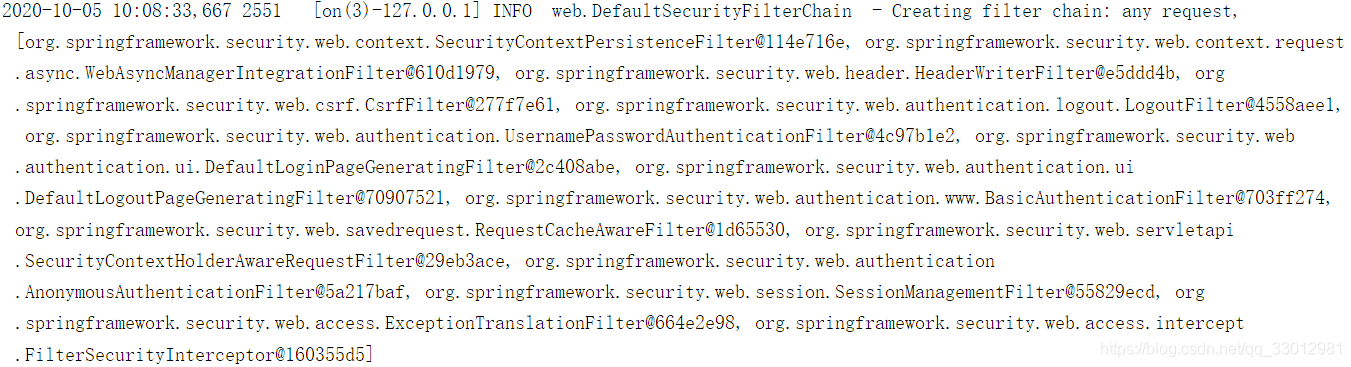 2020-10-05 10:08:33,667 2551 [on(3)-127.0.0.1] INFO web.DefaultSecurityFilterChain - Creating filter chain: any request,
[org.springframework.security.web.context.SecurityContextPersistenceFilter@114e716e, org.springframework.security.web.context.request
.async.WebAsyncManagerIntegrationFilter@610d1979, org.springframework.security.web.header.HeaderWriterFilter@e5ddd4b, org
.springframework.security.web.csrf.CsrfFilter@277f7e61, org.springframework.security.web.authentication.logout.LogoutFilter@4558aee1,
org.springframework.security.web.authentication.UsernamePasswordAuthenticationFilter@4c97b1e2, org.springframework.security.web
.authentication.ui.DefaultLoginPageGeneratingFilter@2c408abe, org.springframework.security.web.authentication.ui
.DefaultLogoutPageGeneratingFilter@70907521, org.springframework.security.web.authentication.www.BasicAuthenticationFilter@703ff274,
org.springframework.security.web.savedrequest.RequestCacheAwareFilter@1d65530, org.springframework.security.web.servletapi
.SecurityContextHolderAwareRequestFilter@29eb3ace, org.springframework.security.web.authentication
.AnonymousAuthenticationFilter@5a217baf, org.springframework.security.web.session.SessionManagementFilter@55829ecd, org
.springframework.security.web.access.ExceptionTranslationFilter@664e2e98, org.springframework.security.web.access.intercept
.FilterSecurityInterceptor@160355d5]
https://blog.csdn.net/qq_33012981